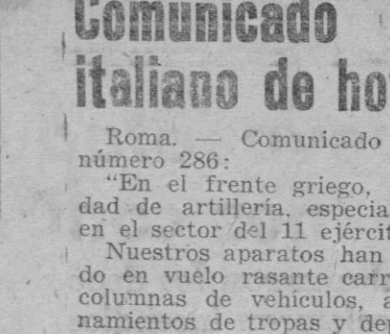 Comunicado
italiano de ho
Roma. — Comunicado
número 286:
"En el frente griego,
dad de artillería, especia
en el sector del 11 ejércit
Nuestros aparatos han
do en vuelo rasante carr
columnas de vehículos, a
namientos de tropas y de